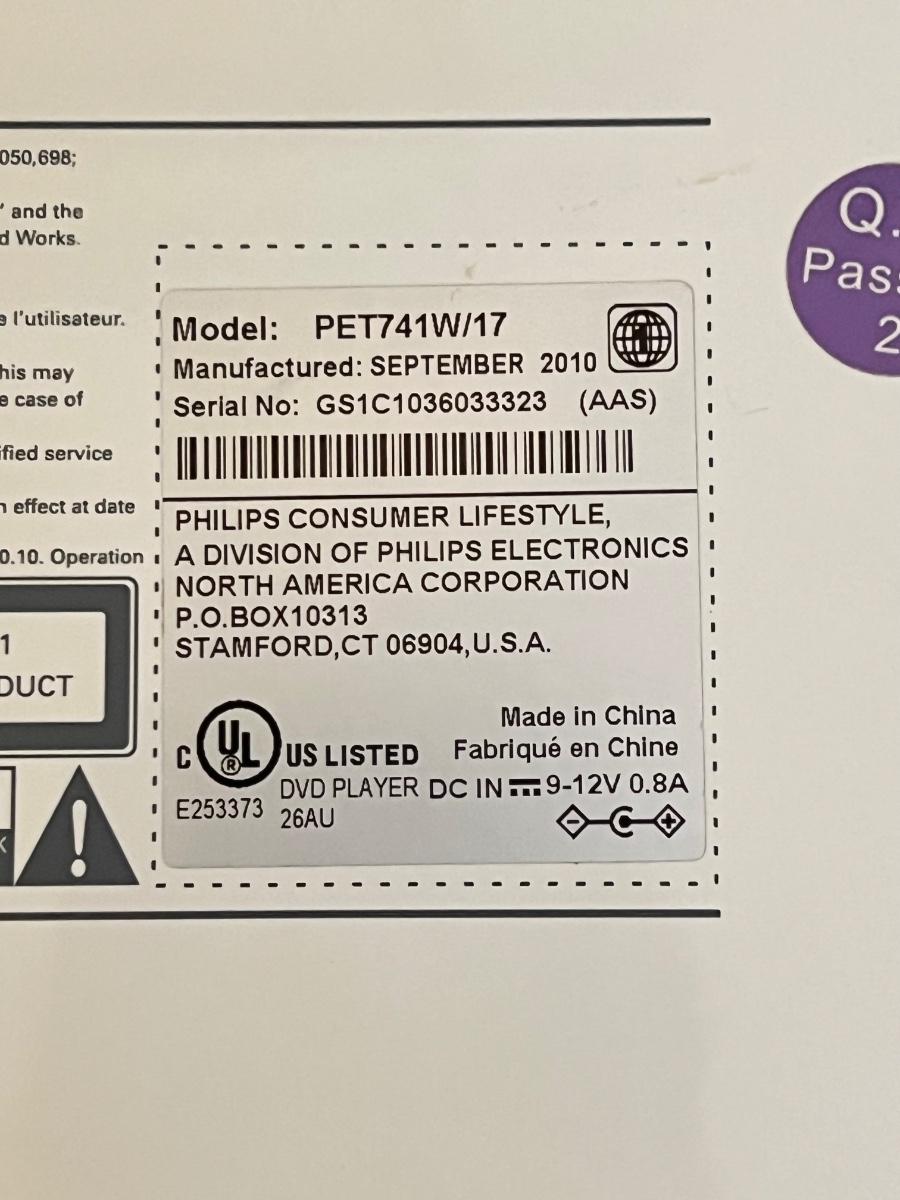 050,698;
" and the
d Works.
e l'utilisateur.
his may
e case of
ified service
n effect at date
0.10. Operation
1
DUCT
K
Model: PET741W/17
1
Manufactured: SEPTEMBER 2010
Serial No: GS1C1036033323 (AAS)
PHILIPS CONSUMER LIFESTYLE,
A DIVISION OF PHILIPS ELECTRONICS
NORTH AMERICA CORPORATION
P.O.BOX10313
STAMFORD,CT 06904,U.S.A.
Made in China
Fabriqué en Chine
C UL ® US LISTED
DVD PLAYER DC IN 9-12V 0.8A
E253373 26AU
Q.
Pass
2